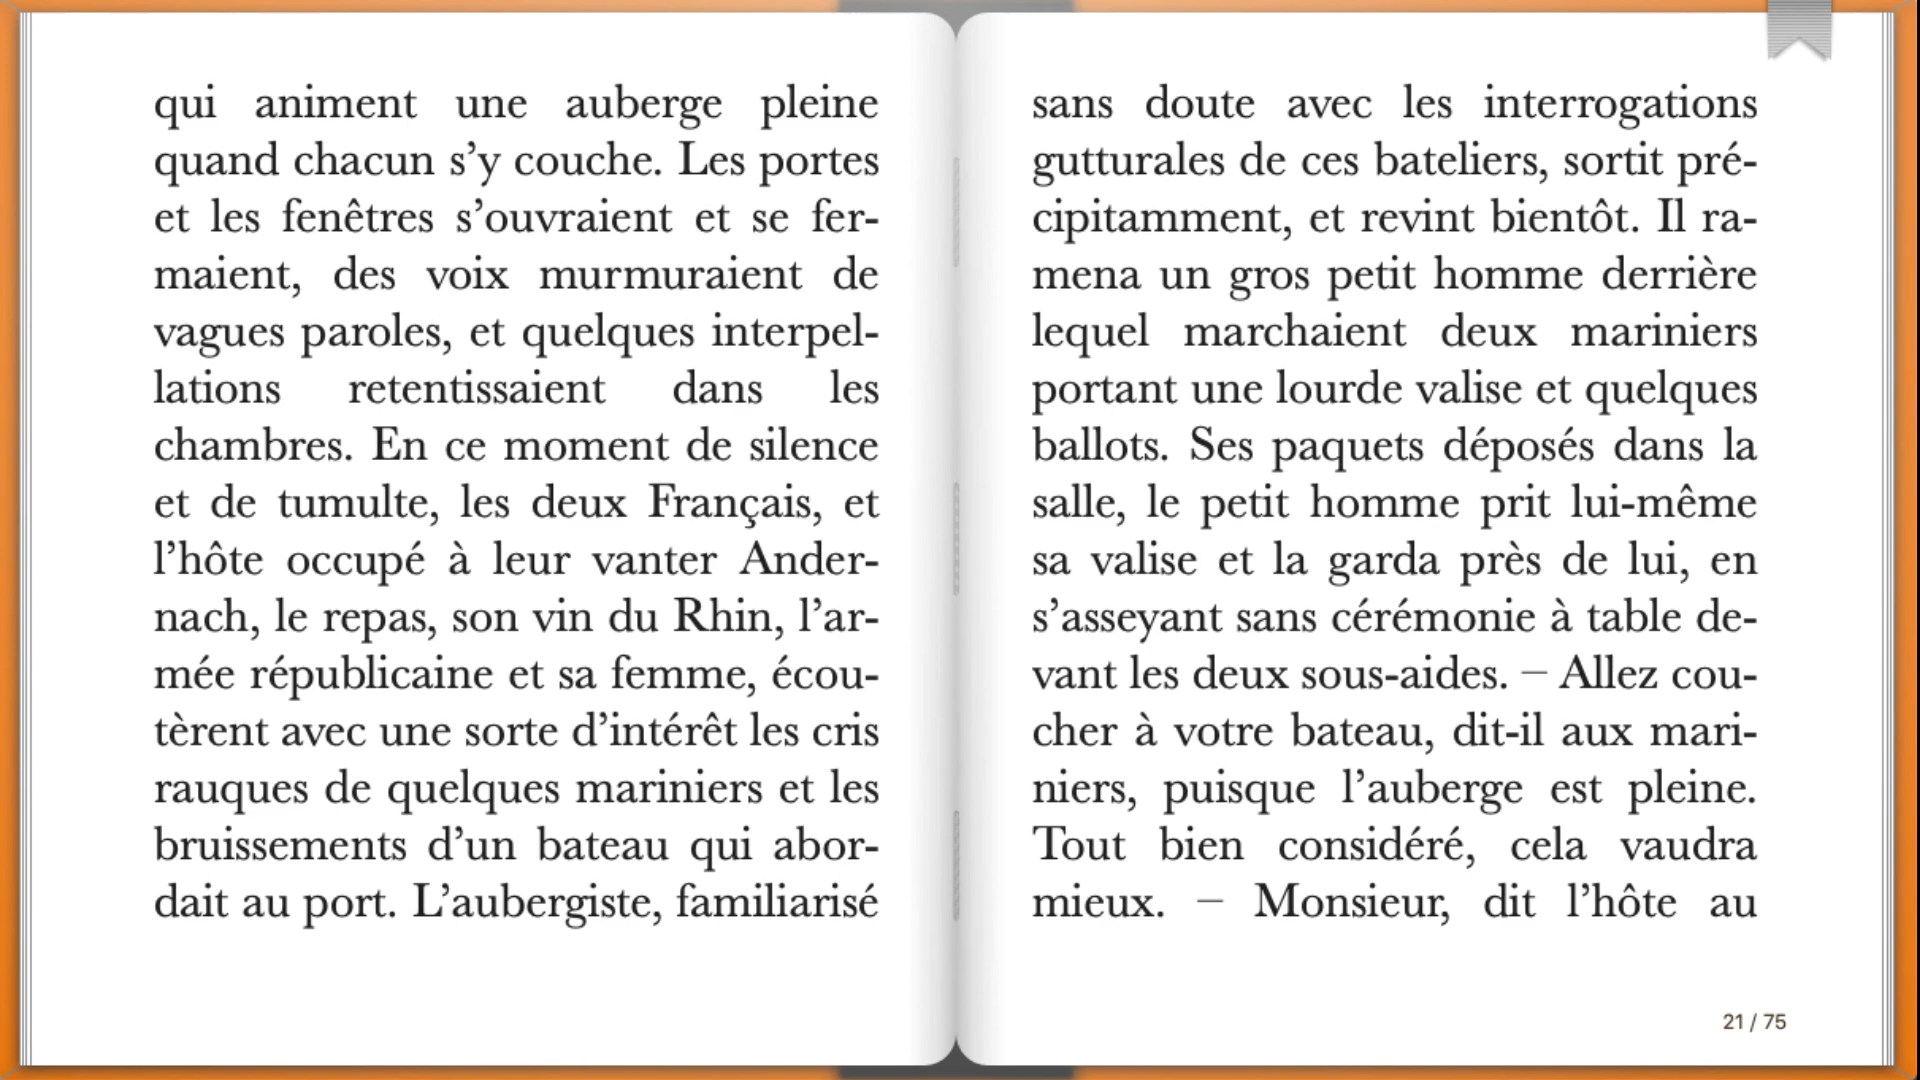 qui animent une auberge pleine
quand chacun s’y couche. Les portes
et les fenêtres s’ouvraient et se fer-
maient, des voix murmuraient de
vagues paroles, et quelques interpel-
lations retentissaient dans les
chambres. En ce moment de silence
et de tumulte, les deux Français, et
l’hôte occupé à leur vanter Ander-
nach, le repas, son vin du Rhin, l’ar-
mée républicaine et sa femme, écou-
tèrent avec une sorte d’intérêt les cris
rauques de quelques mariniers et les
bruissements d’un bateau qui abor-
dait au port. L’aubergiste, familiarisé
sans doute avec les interrogations
gutturales de ces bateliers, sortit pré-
cipitamment, et revint bientôt. Il ra-
mena un gros petit homme derrière
lequel marchaient deux mariniers
portant une lourde valise et quelques
ballots. Ses paquets déposés dans la
salle, le petit homme prit lui-même
sa valise et la garda près de lui, en
s’asseyant sans cérémonie à table de-
vant les deux sous-aides. – Allez cou-
cher à votre bateau, dit-il aux mari-
niers, puisque l’auberge est pleine.
Tout bien considéré, cela vaudra
mieux. – Monsieur, dit l’hôte au
21 / 75